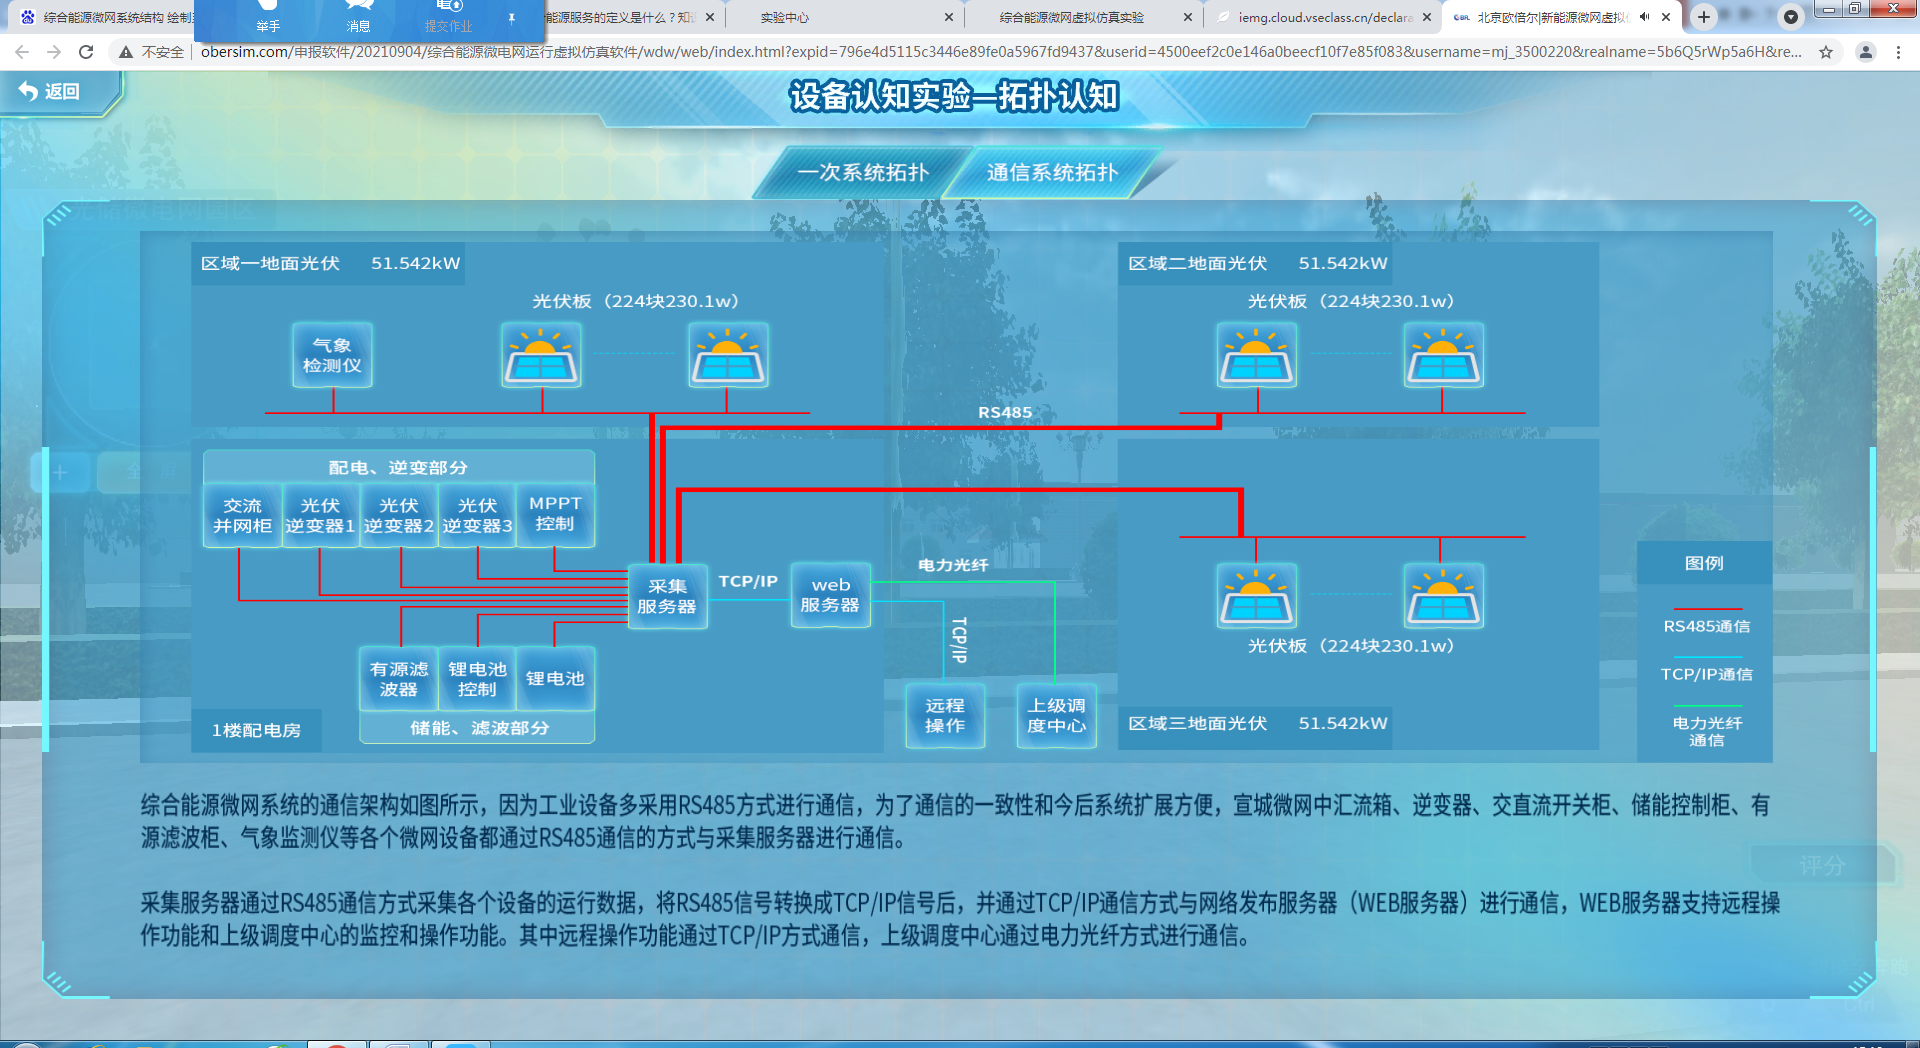 综合能源微网系统结构 绘制
举手
消息
提交作业
能源服务的定义是什么？知
实验中心
综合能源微网虚拟仿真实验
iemg.cloud.vseclass.cn/declara
北京欧倍尔|新能源微网虚拟
不安全
obersim.com/申报软件/20210904/综合能源微电网运行虚拟仿真软件/wdw/web/index.html?expid=796e4d5115c3446e89fe0a5967fd9437&userid=4500eef2c0e146a0beecf10f7e85f083&username=mj_3500220&realname=5b6Q5rWp5a6H&re...
返回
设备认知实验—拓扑认知
一次系统拓扑
通信系统拓扑
区域一地面光伏 51.542kW
光伏板（224块230.1w）
气象
检测仪
区域二地面光伏 51.542kW
光伏板（224块230.1w）
RS485
配电、逆变部分
交流
并网柜
光伏
逆变器1
光伏
逆变器2
光伏
逆变器3
MPPT
控制
采集
服务器
TCP/IP
web
服务器
电力光纤
TCP/IP
有源滤
波器
锂电池
控制
锂电池
储能、滤波部分
1楼配电房
远程
操作
上级调
度中心
光伏板（224块230.1w）
区域三地面光伏 51.542kW
图例
RS485通信
TCP/IP通信
电力光纤
通信
综合能源微网系统的通信架构如图所示，因为工业设备多采用RS485方式进行通信，为了通信的一致性和今后系统扩展方便，宣城微网中汇流箱、逆变器、交直流开关柜、储能控制柜、有
源滤波柜、气象监测仪等各个微网设备都通过RS485通信的方式与采集服务器进行通信。
采集服务器通过RS485通信方式采集各个设备的运行数据，将RS485信号转换成TCP/IP信号后，并通过TCP/IP通信方式与网络发布服务器（WEB服务器）进行通信，WEB服务器支持远程操
作功能和上级调度中心的监控和操作功能。其中远程操作功能通过TCP/IP方式通信，上级调度中心通过电力光纤方式进行通信。
评分